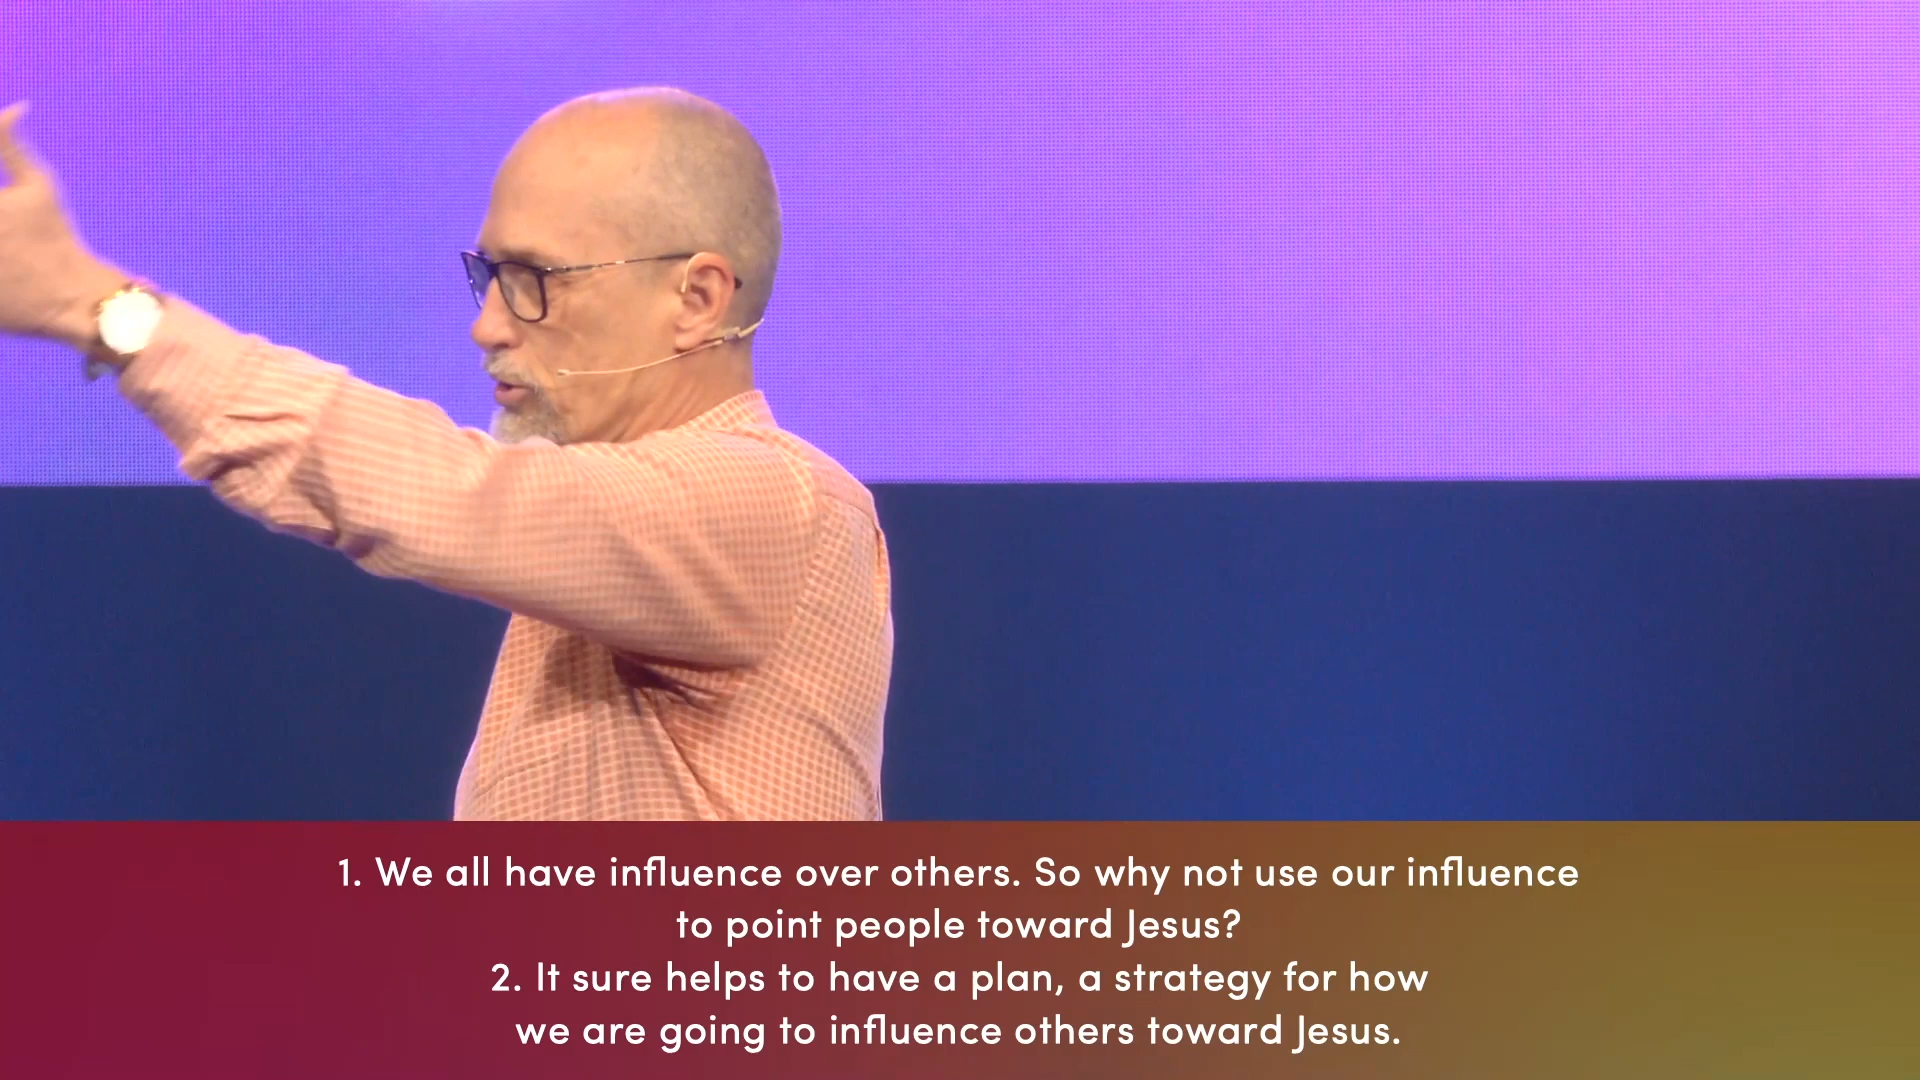 1. We all have influence over others. So why not use our influence
to point people toward Jesus?
2. It sure helps to have a plan, a strategy for how
we are going to influence others toward Jesus.